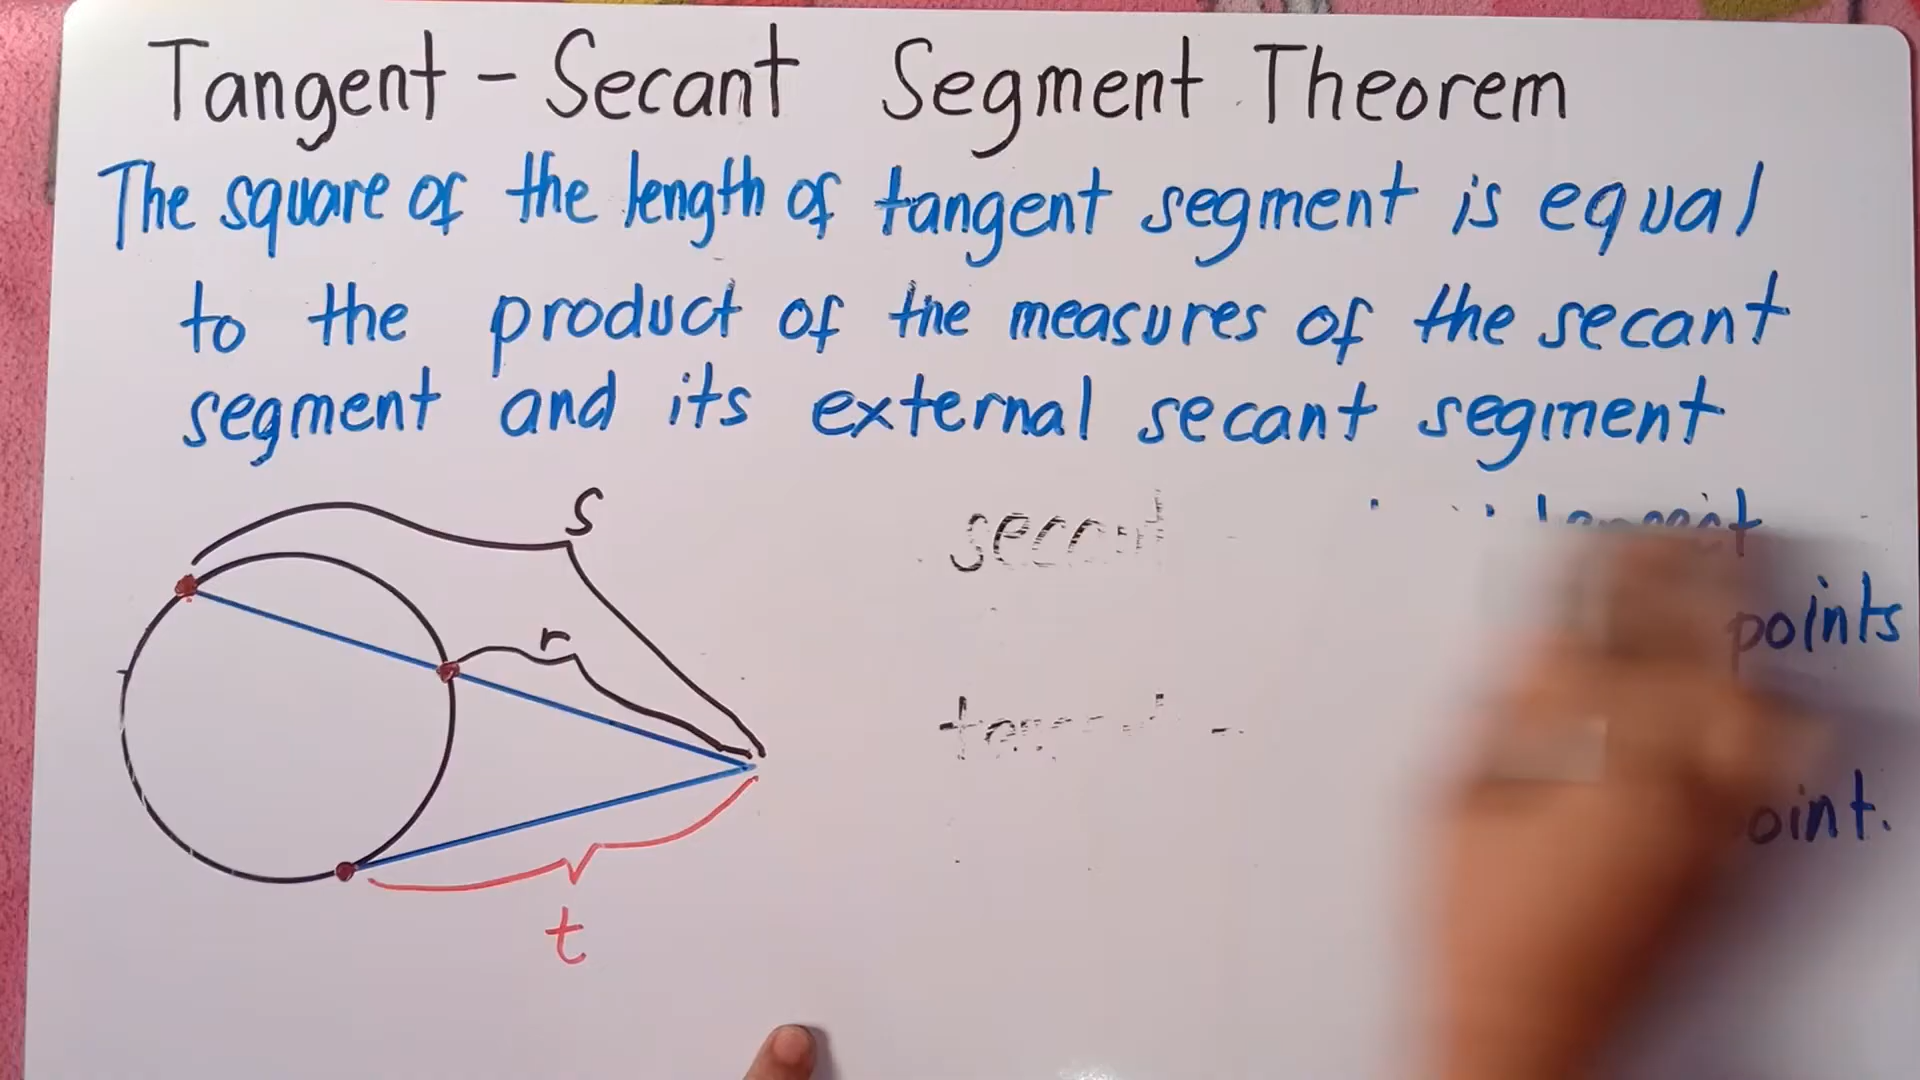 Tangent - Secant Segment Theorem
The square of the length of tangent segment is equal
to the product of the measures of the secant
segment and its external secant segment
s
r
t
points